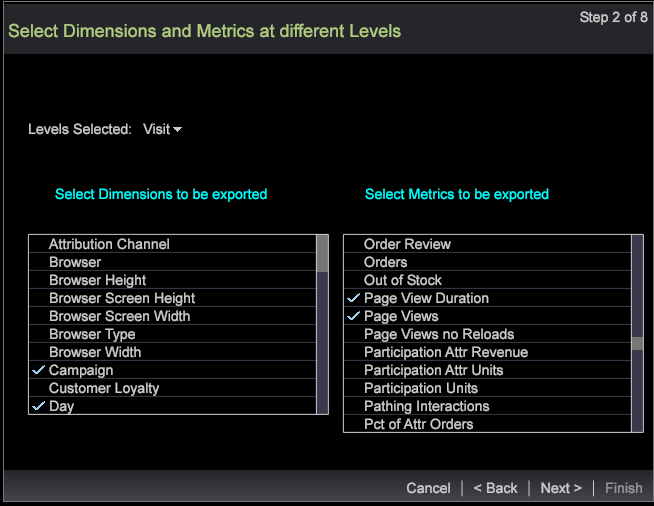 Step 2 of 8
Select Dimensions and Metrics at different Levels
Levels Selected: Visit
Select Dimensions to be exported
Attribution Channel
Browser
Browser Height
Browser Screen Height
Browser Screen Width
Browser Type
Browser Width
Campaign
Customer Loyalty
Day
Select Metrics to be exported
Order Review
Orders
Out of Stock
Page View Duration
Page Views
Page Views no Reloads
Participation Attr Revenue
Participation Attr Units
Participation Units
Pathing Interactions
Pct of Attr Orders
Cancel | < Back | Next > | Finish